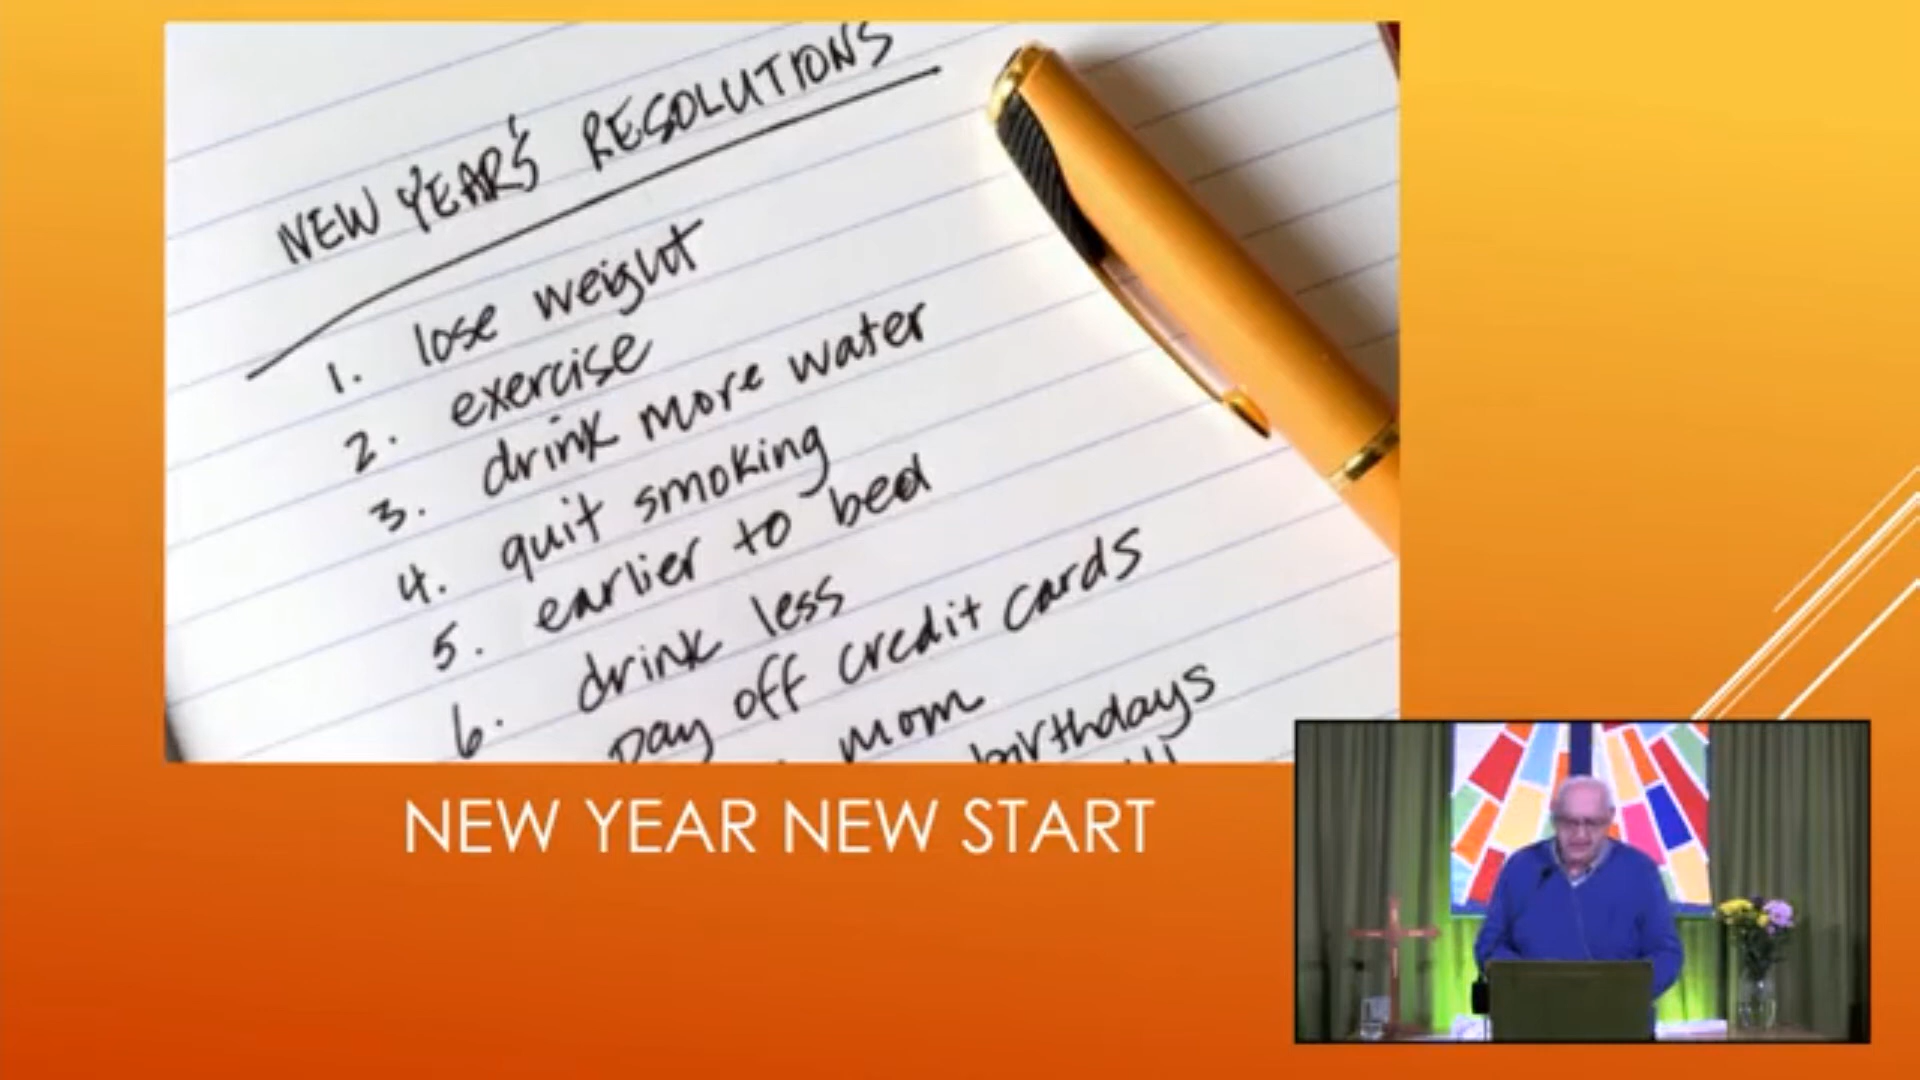 NEW YEAR'S RESOLUTIONS
1. lose weight
2. exercise
3. drink more water
4. quit smoking
5. earlier to bed
6. drink less
pay off credit cards
mom
birthdays
NEW YEAR NEW START